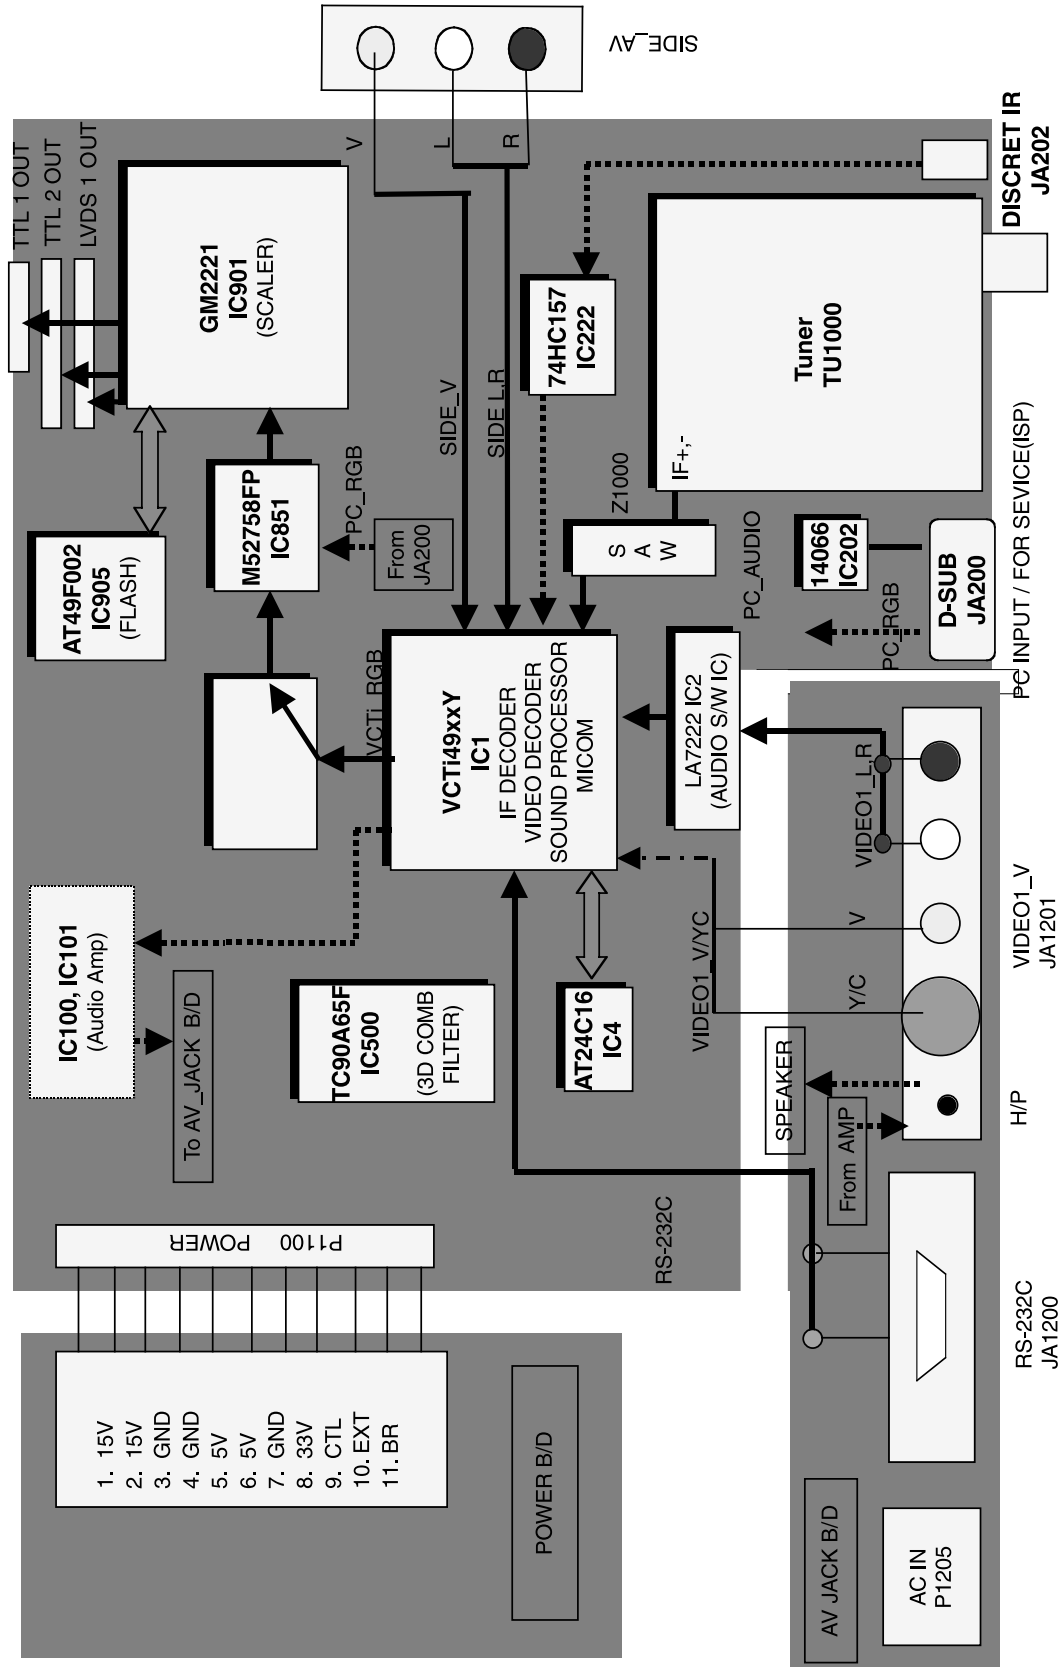 1. 15V
2. 15V
3. GND
4. GND
5. 5V
6. 5V
7. GND
8. 33V
9. CTL
10. EXT
11. BR
P1100 POWER
POWER B/D
IC100, IC101
(Audio Amp)
To AV_JACK B/D
TC90A65F
IC500
(3D COMB
FILTER)
AT24C16
IC4
RS-232C
AT49F002
IC905
(FLASH)
TTL 1 OUT
TTL 2 OUT
LVDS 1 OUT
GM2221
IC901
(SCALER)
M52758FP
IC851
PC_RGB
From
JA200
VCTi_RGB
VCTi49xxY
IC1
IF DECODER
VIDEO DECODER
SOUND PROCESSOR
MICOM
V
L
R
SIDE_AV
SIDE_V
SIDE L,R
74HC157
IC222
Z1000
S
A
W
IF+,-
Tuner
TU1000
DISCRET IR
JA202
PC_AUDIO
14066
IC202
PC_RGB
D-SUB
JA200
PC INPUT / FOR SEVICE(ISP)
LA7222 IC2
(AUDIO S/W IC)
VIDEO1_V/YC
VIDEO1_L,R
V
Y/C
SPEAKER
From AMP
VIDEO1_V
JA1201
H/P
RS-232C
JA1200
AV JACK B/D
AC IN
P1205